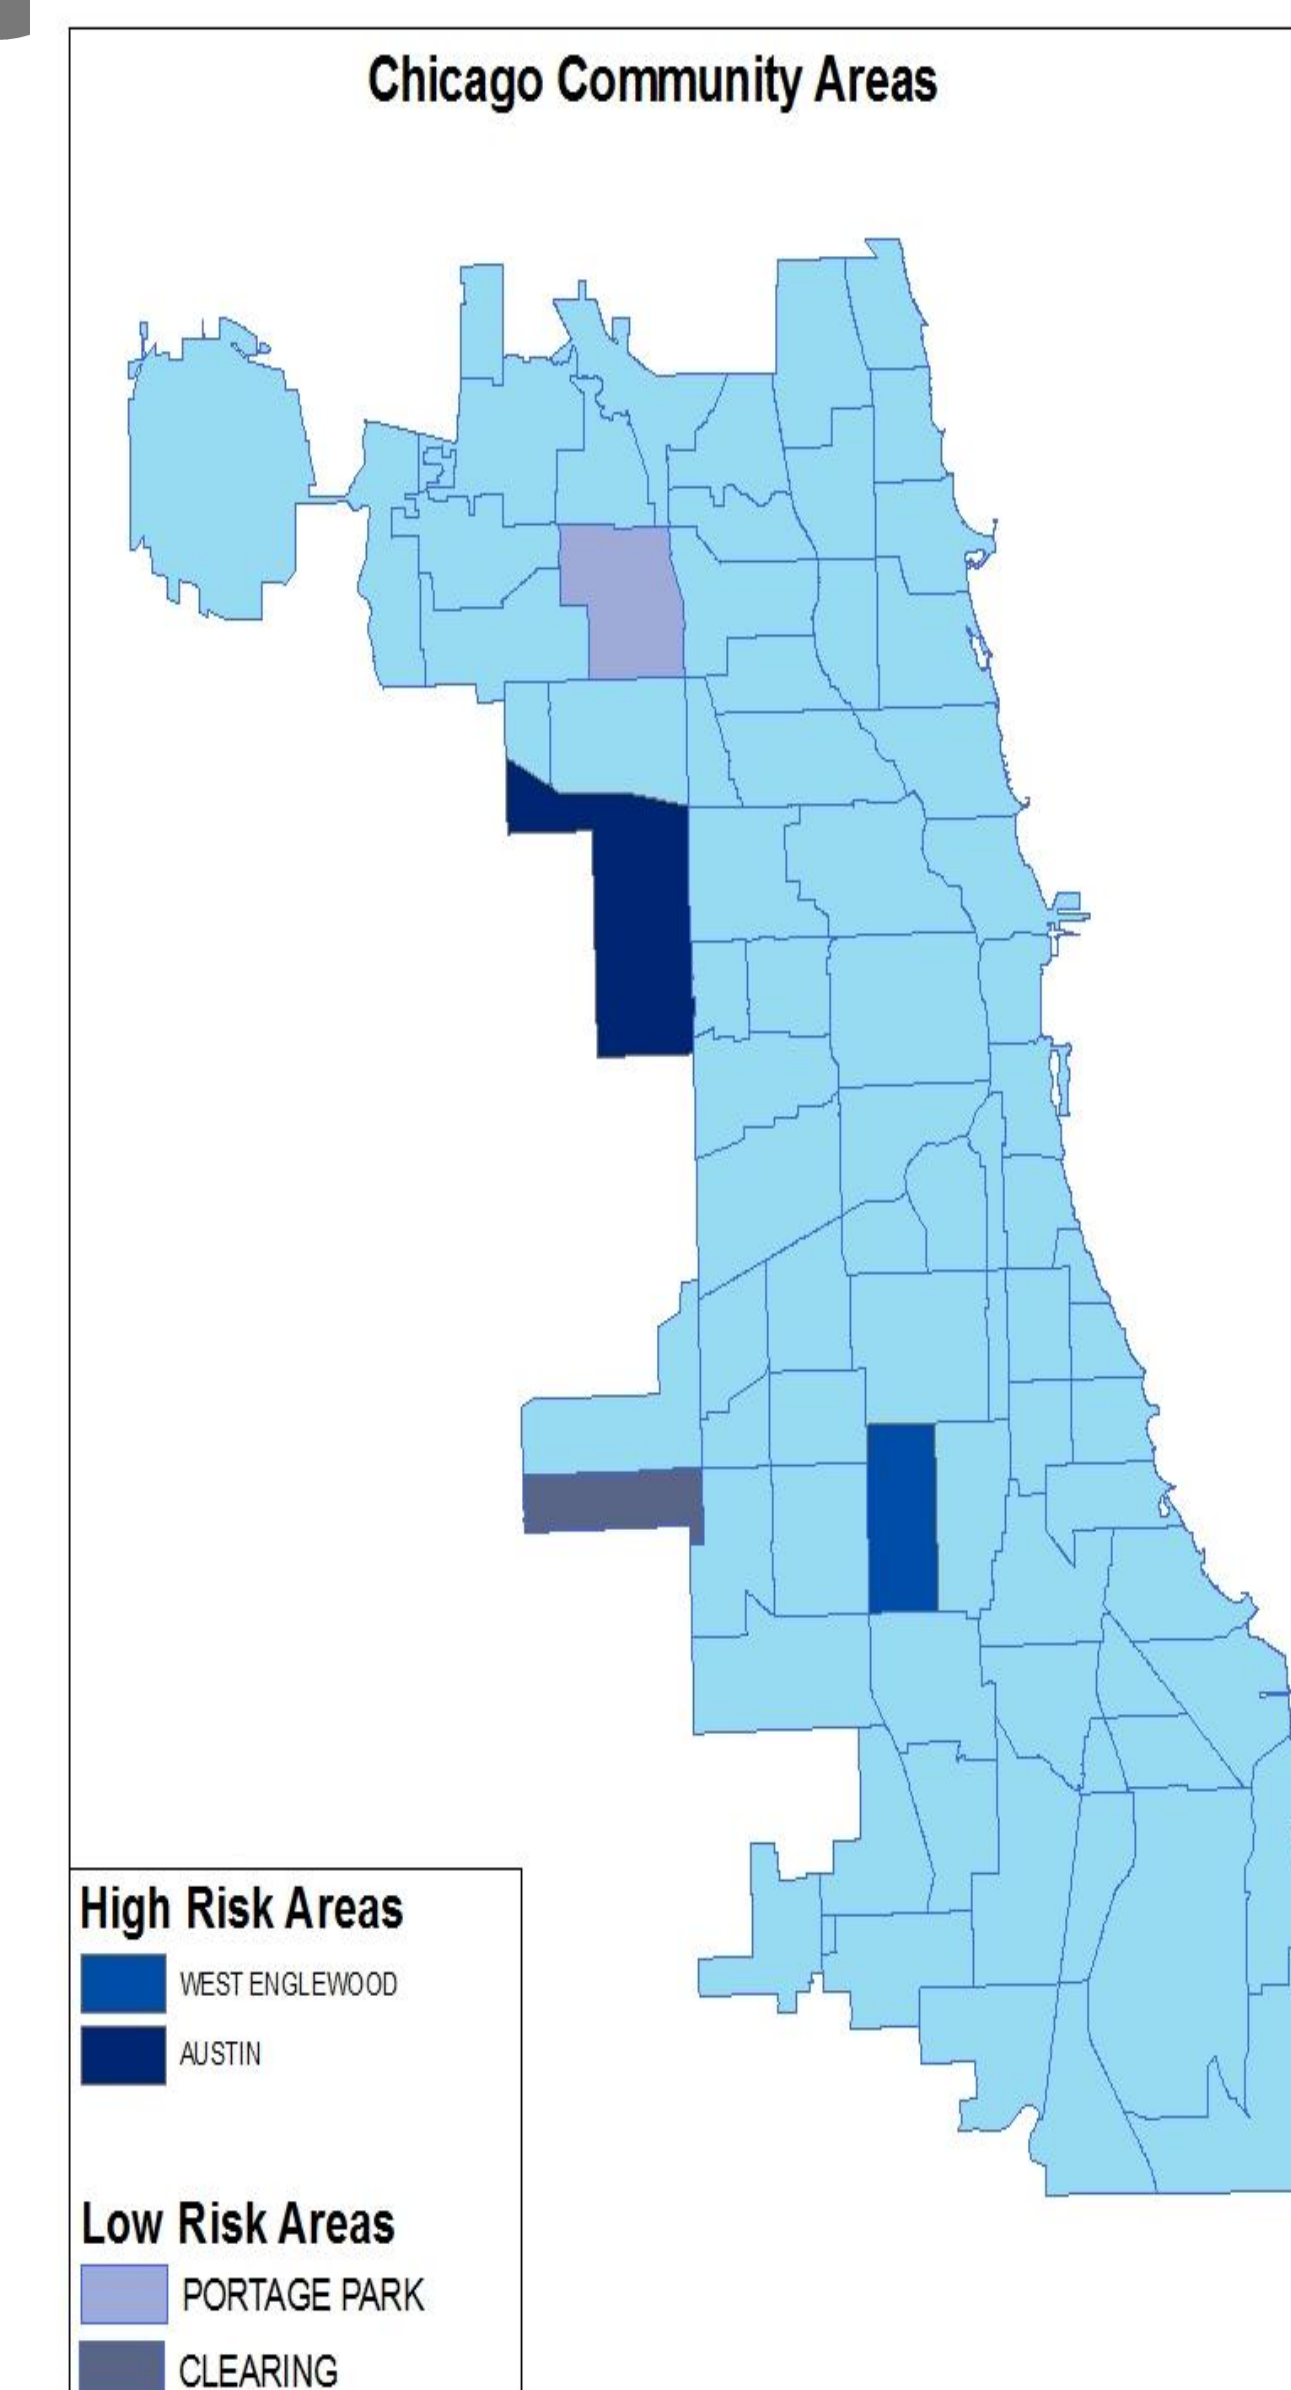 Chicago Community Areas
High Risk Areas
WEST ENGLEWOOD
AUSTIN
Low Risk Areas
PORTAGE PARK
CLEARING